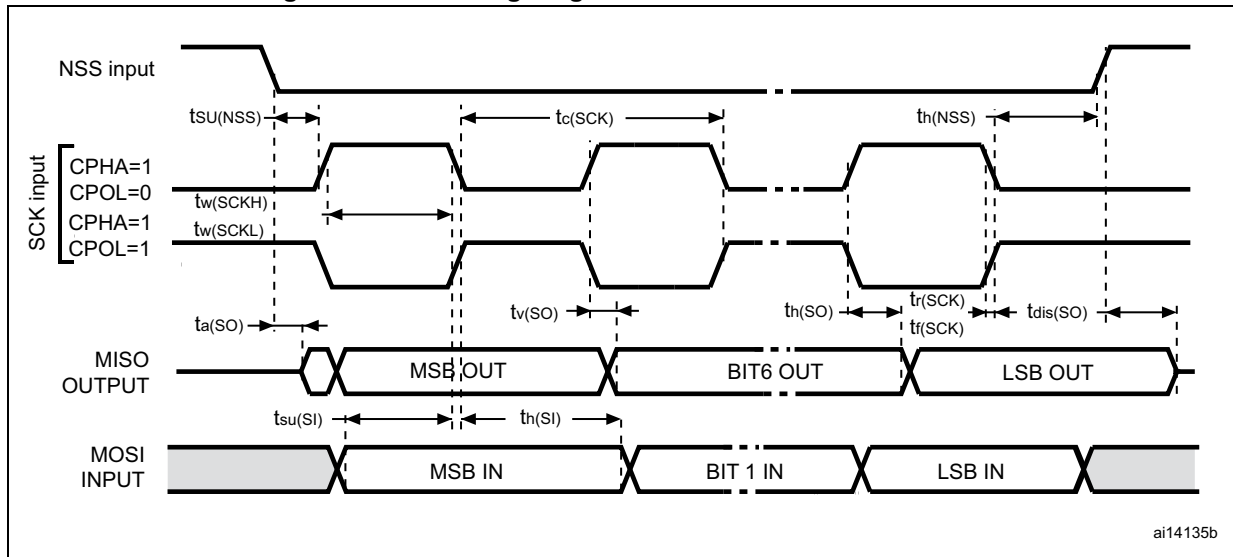 NSS input
tSU(NSS)
tc(SCK)
th(NSS)
SCK input
CPHA=1
CPOL=0
tw(SCKH)
CPHA=1
tw(SCKL)
CPOL=1
ta(SO)
tv(SO)
th(SO)
tr(SCK)
tf(SCK)
tdis(SO)
MISO
OUTPUT
MSB OUT
BIT6 OUT
LSB OUT
tsu(SI)
th(SI)
MOSI
INPUT
MSB IN
BIT 1 IN
LSB IN
ai14135b